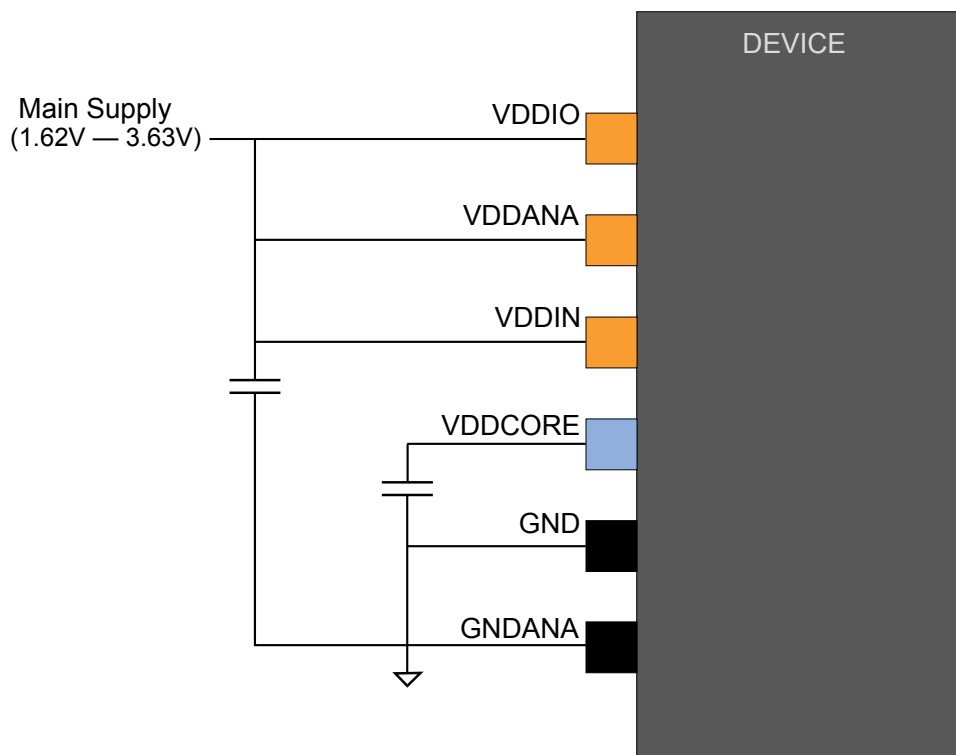 DEVICE
VDDIO
Main Supply
(1.62V — 3.63V)
VDDANA
VDDIN
VDDCORE
GND
GNDANA